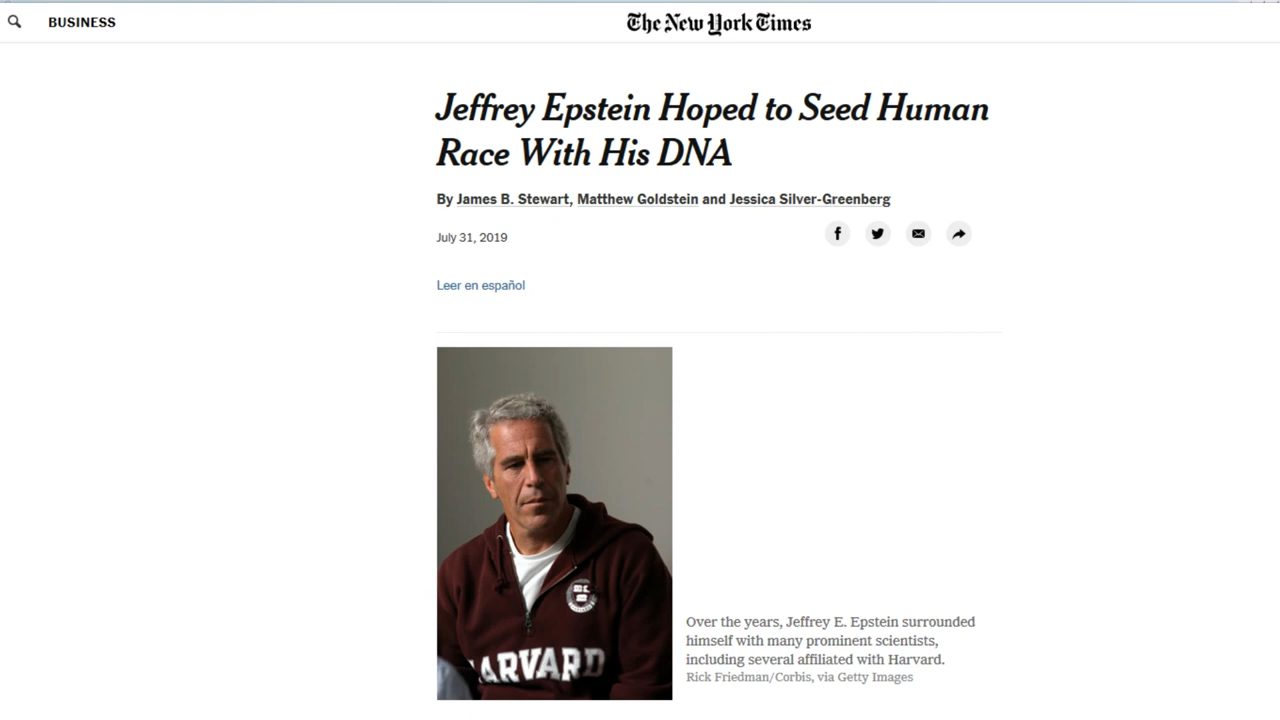 BUSINESS
The New York Times
Jeffrey Epstein Hoped to Seed Human
Race With His DNA
By James B. Stewart, Matthew Goldstein and Jessica Silver-Greenberg
July 31, 2019
Leer en español
HARVARD
Over the years, Jeffrey E. Epstein surrounded
himself with many prominent scientists,
including several affiliated with Harvard.
Rick Friedman/Corbis, via Getty Images